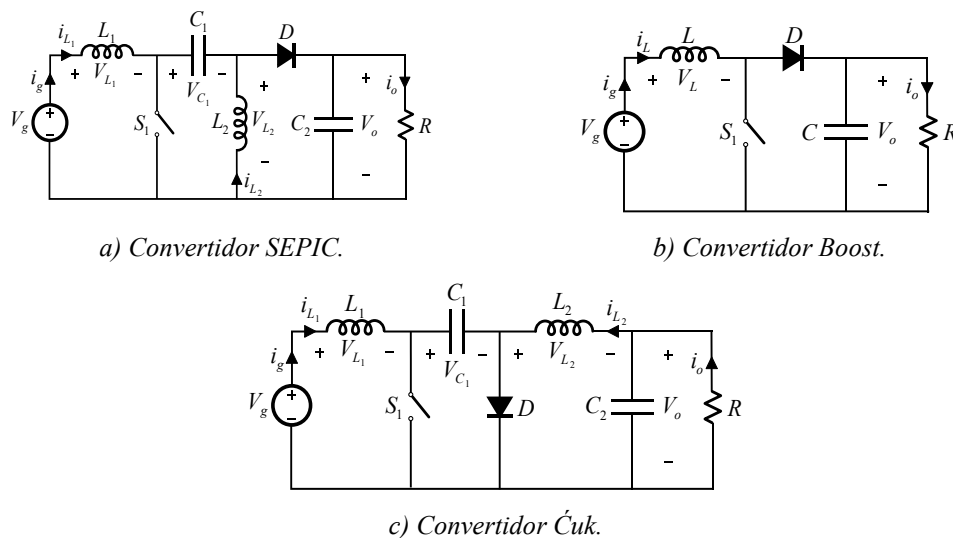 i_{L_1} L_1 C_1 D
+ V_{L_1} - + V_{C_1} - + + i_o
i_g V_g + - S_1 L_2 V_{L_2} C_2 V_o R
- i_{L_2} -
a) Convertidor SEPIC.
i_L L D
i_g + V_L - + i_o
V_g + - S_1 C V_o R
-
b) Convertidor Boost.
i_{L_1} L_1 C_1 L_2 i_{L_2}
i_g + V_{L_1} - + V_{C_1} - + V_{L_2} - + i_o
V_g + - S_1 D C_2 V_o R
-
c) Convertidor Ćuk.